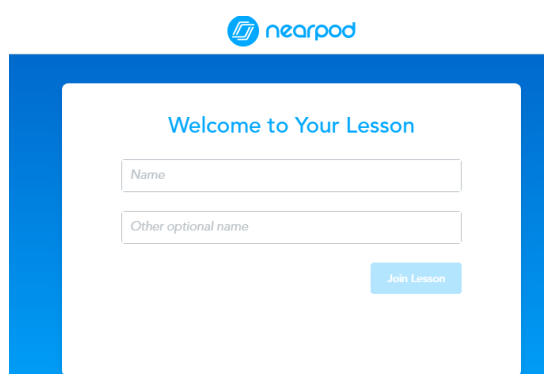 nearpod
Welcome to Your Lesson
Name
Other optional name
Join Lesson